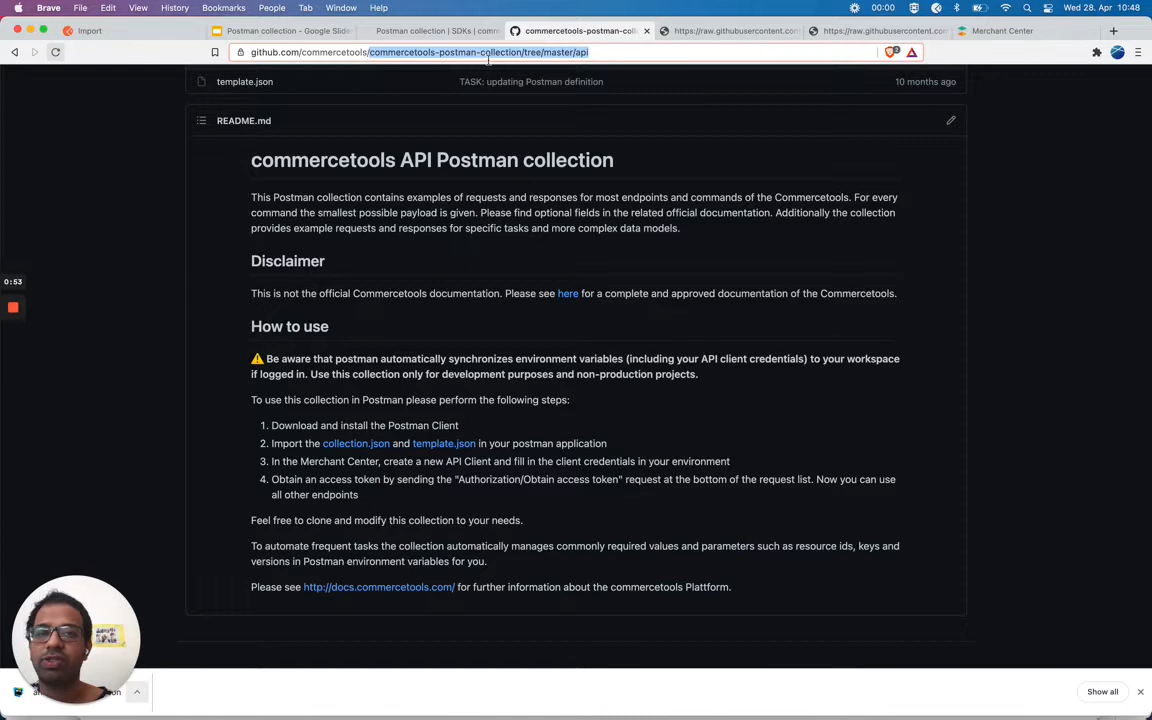 Brave File Edit View History Bookmarks People Tab Window Help 00:00 Wed 28. Apr 10:48
Import Postman collection - Google Slide Postman collection | SDKs | comm commercetools-postman-coll https://raw.githubusercontent.com https://raw.githubusercontent.com Merchant Center
github.com/commercetools/commercetools-postman-collection/tree/master/api 2
template.json TASK: updating Postman definition 10 months ago
README.md
commercetools API Postman collection
This Postman collection contains examples of requests and responses for most endpoints and commands of the Commercetools. For every
command the smallest possible payload is given. Please find optional fields in the related official documentation. Additionally the collection
provides example requests and responses for specific tasks and more complex data models.
Disclaimer
0:53
This is not the official Commercetools documentation. Please see here for a complete and approved documentation of the Commercetools.
How to use
⚠️ Be aware that postman automatically synchronizes environment variables (including your API client credentials) to your workspace
if logged in. Use this collection only for development purposes and non-production projects.
To use this collection in Postman please perform the following steps:
1. Download and install the Postman Client
2. Import the collection.json and template.json in your postman application
3. In the Merchant Center, create a new API Client and fill in the client credentials in your environment
4. Obtain an access token by sending the "Authorization/Obtain access token" request at the bottom of the request list. Now you can use
all other endpoints
Feel free to clone and modify this collection to your needs.
To automate frequent tasks the collection automatically manages commonly required values and parameters such as resource ids, keys and
versions in Postman environment variables for you.
Please see http://docs.commercetools.com/ for further information about the commercetools Plattform.
Show all